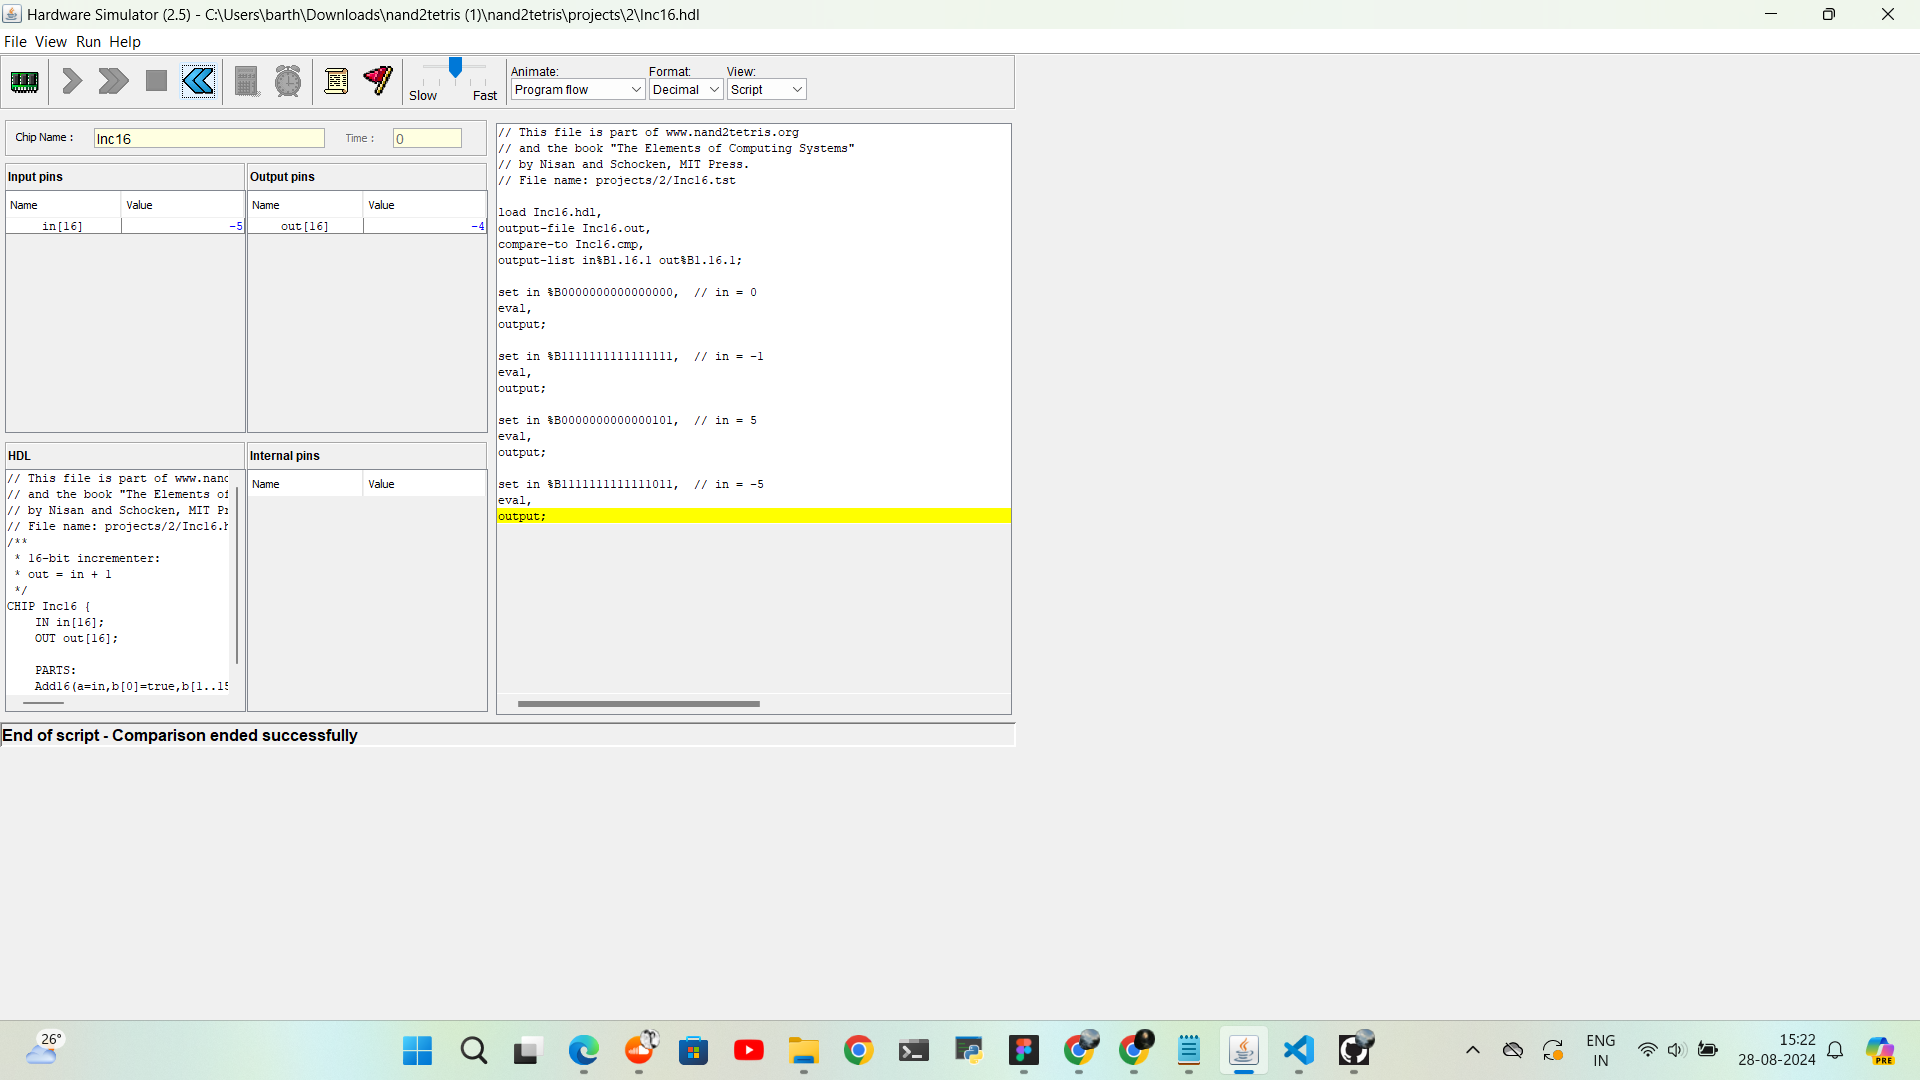 Hardware Simulator (2.5) - C:\Users\barth\Downloads\nand2tetris (1)\nand2tetris\projects\2\Inc16.hdl
File View Run Help
Slow Fast
Animate: Format: View:
Program flow Decimal Script
Chip Name : Inc16 Time : 0
Input pins
Name Value
in[16] -5
Output pins
Name Value
out[16] -4
HDL
// This file is part of www.nand
// and the book "The Elements of
// by Nisan and Schocken, MIT Pr
// File name: projects/2/Inc16.h
/**
* 16-bit incrementer:
* out = in + 1
*/
CHIP Inc16 {
IN in[16];
OUT out[16];
PARTS:
Add16(a=in,b[0]=true,b[1..15
Internal pins
Name Value
// This file is part of www.nand2tetris.org
// and the book "The Elements of Computing Systems"
// by Nisan and Schocken, MIT Press.
// File name: projects/2/Inc16.tst
load Inc16.hdl,
output-file Inc16.out,
compare-to Inc16.cmp,
output-list in%B1.16.1 out%B1.16.1;
set in %B0000000000000000,  // in = 0
eval,
output;
set in %B1111111111111111,  // in = -1
eval,
output;
set in %B0000000000000101,  // in = 5
eval,
output;
set in %B1111111111111011,  // in = -5
eval,
output;
End of script - Comparison ended successfully
26°
ENG
IN
15:22
28-08-2024
PRE